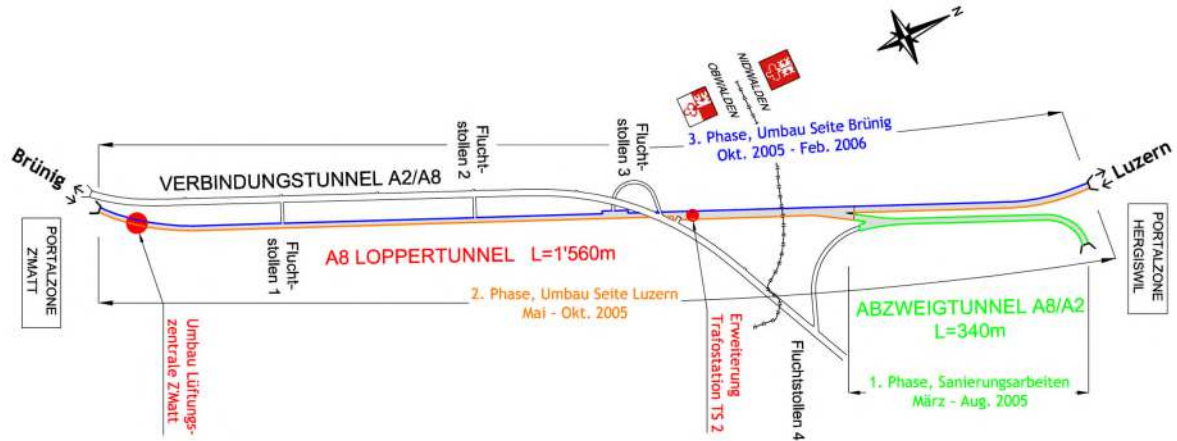 N
NIDWALDEN
OBWALDEN
3. Phase, Umbau Seite Brünig
Okt. 2005 - Feb. 2006
Brünig
Luzern
VERBINDUNGSTUNNEL A2/A8
Flucht-
stollen 2
Flucht-
stollen 3
PORTALZONE
Z'MATT
PORTALZONE
HERGISWIL
Flucht-
stollen 1
A8 LOPPERTUNNEL L=1'560m
2. Phase, Umbau Seite Luzern
Mai - Okt. 2005
ABZWEIGTUNNEL A8/A2
L=340m
Umbau Lüftungs-
zentrale Z'Matt
Erweiterung
Trafostation TS 2
Fluchtstollen 4
1. Phase, Sanierungsarbeiten
März - Aug. 2005